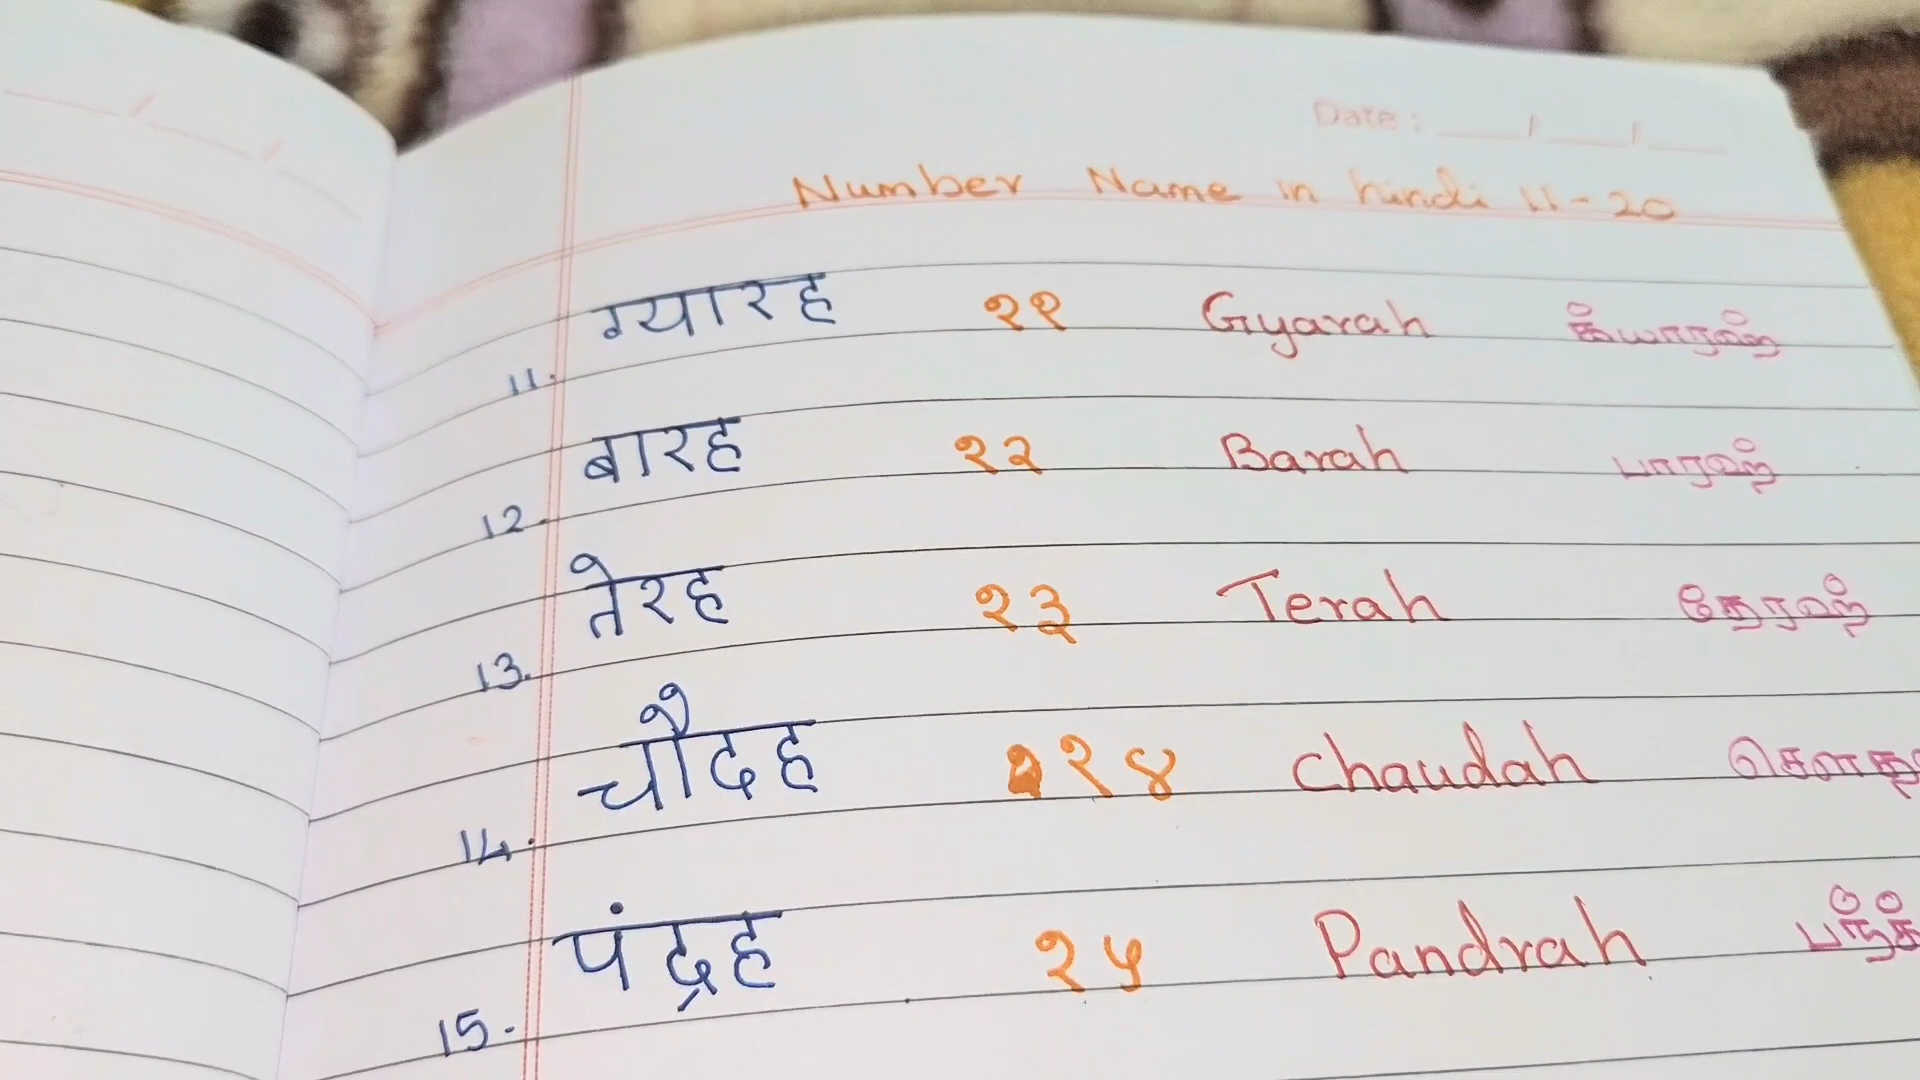 Date : __/__/__
Number Name in hindi 11-20
11. ग्यारह ११ Gyarah க்யாரஹ்
12. बारह १२ Barah பாரஹ்
13. तेरह १३ Terah தேரஹ்
14. चौदह १४ Chaudah
15. पंद्रह १५ Pandrah